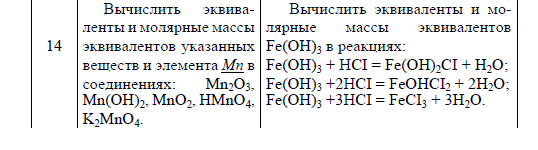 14
Вычислить эквива-
ленты и молярные массы
эквивалентов указанных
веществ и элемента Mn в
соединениях: Mn₂O₃,
Mn(OH)₂, MnO₂, HMnO₄,
K₂MnO₄.
Вычислить эквиваленты и мо-
лярные массы эквивалентов
Fe(OH)₃ в реакциях:
Fe(OH)₃ + HCI = Fe(OH)₂CI + H₂O;
Fe(OH)₃ +2HCI = FeOHCI₂ + 2H₂O;
Fe(OH)₃ +3HCI = FeCI₃ + 3H₂O.